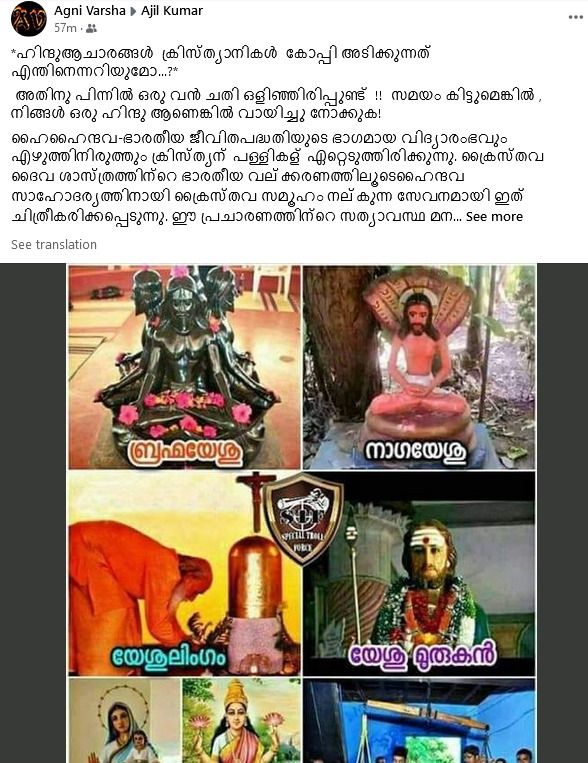 Agni Varsha ▸ Ajil Kumar
57m ·
*ഹിന്ദുആചാരങ്ങൾ ക്രിസ്ത്യാനികൾ കോപ്പി അടിക്കുന്നത്
എന്തിനെന്നറിയുമോ...?*
അതിനു പിന്നിൽ ഒരു വൻ ചതി ഒളിഞ്ഞിരിപ്പുണ്ട് !! സമയം കിട്ടുമെങ്കിൽ ,
നിങ്ങൾ ഒരു ഹിന്ദു ആണെങ്കിൽ വായിച്ചു നോക്കുക!
ഹൈഹൈന്ദവ-ഭാരതീയ ജീവിതപദ്ധതിയുടെ ഭാഗമായ വിദ്യാരംഭവും
എഴുത്തിനിരുത്തും ക്രിസ്ത്യന് പള്ളികള് ഏറ്റെടുത്തിരിക്കുന്നു. ക്രൈസ്തവ
ദൈവ ശാസ്ത്രത്തിന്റെ ഭാരതീയ വല് ക്കരണത്തിലൂടെഹൈന്ദവ
സാഹോദര്യത്തിനായി ക്രൈസ്തവ സമൂഹം നല് കുന്ന സേവനമായി ഇത്
ചിത്രീകരിക്കപ്പെടുന്നു. ഈ പ്രചാരണത്തിന്റെ സത്യാവസ്ഥ മന... See more
See translation
ബ്രഹ്മയേശു
നാഗയേശു
STF
SPECIAL TROLL
FORCE
യേശുലിംഗം
യേശു മുരുകൻ